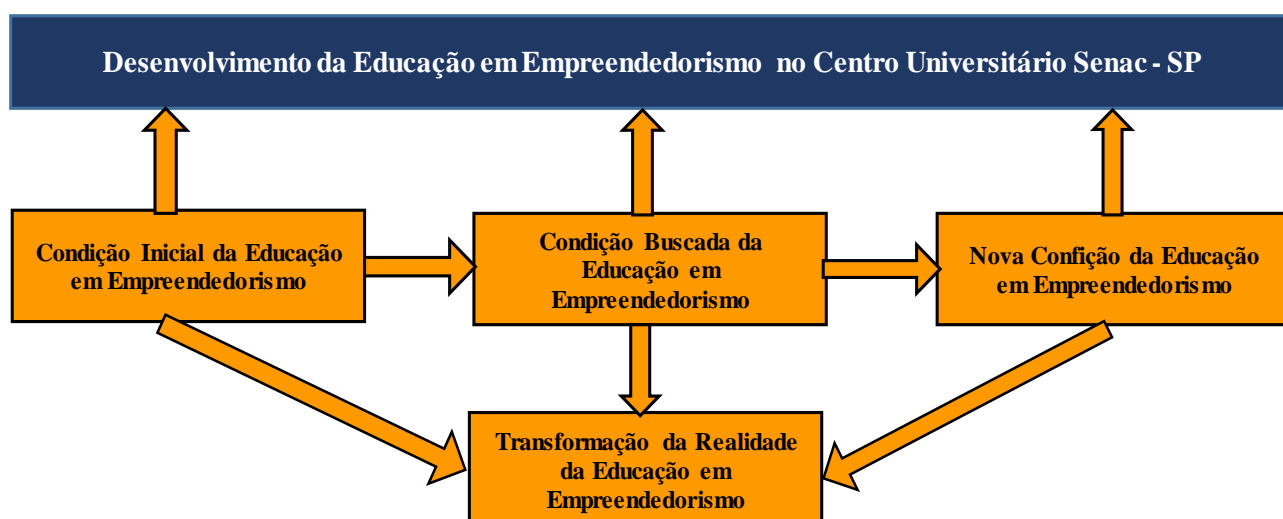 Desenvolvimento da Educação em Empreendedorismo no Centro Universitário Senac - SP
Condição Inicial da Educação
em Empreendedorismo
Condição Buscada da
Educação em
Empreendedorismo
Nova Confição da Educação
em Empreendedorismo
Transformação da Realidade
da Educação em
Empreendedorismo